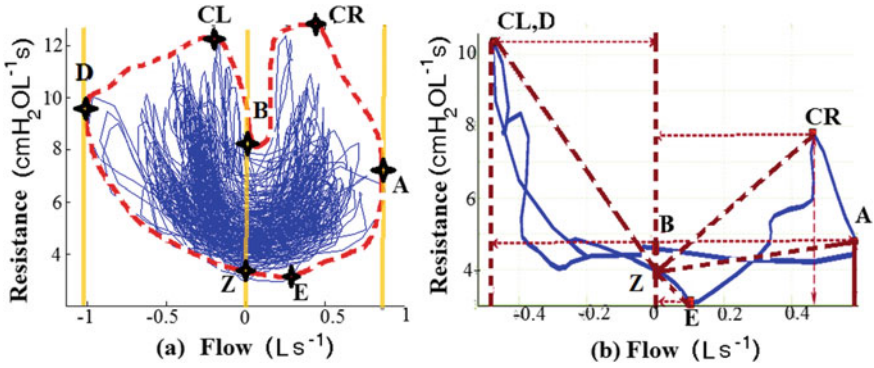 CL CR
D
B
A
Z E
Resistance (cmH₂OL⁻¹s)
12
10
8
6
4
-1 -0.5 0 0.5 1
(a) Flow (Ls⁻¹)
CL,D
CR
A
B
Z
E
Resistance (cmH₂OL⁻¹s)
10
8
6
4
-0.4 -0.2 0 0.2 0.4
(b) Flow (Ls⁻¹)